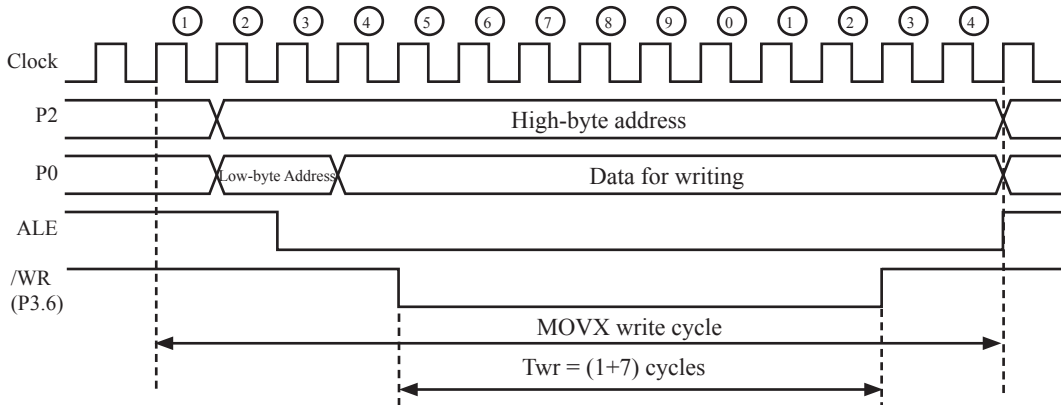 ① ② ③ ④ ⑤ ⑥ ⑦ ⑧ ⑨ ⓪ ① ② ③ ④
Clock
P2
High-byte address
P0
Low-byte Address
Data for writing
ALE
/WR
(P3.6)
MOVX write cycle
Twr = (1+7) cycles